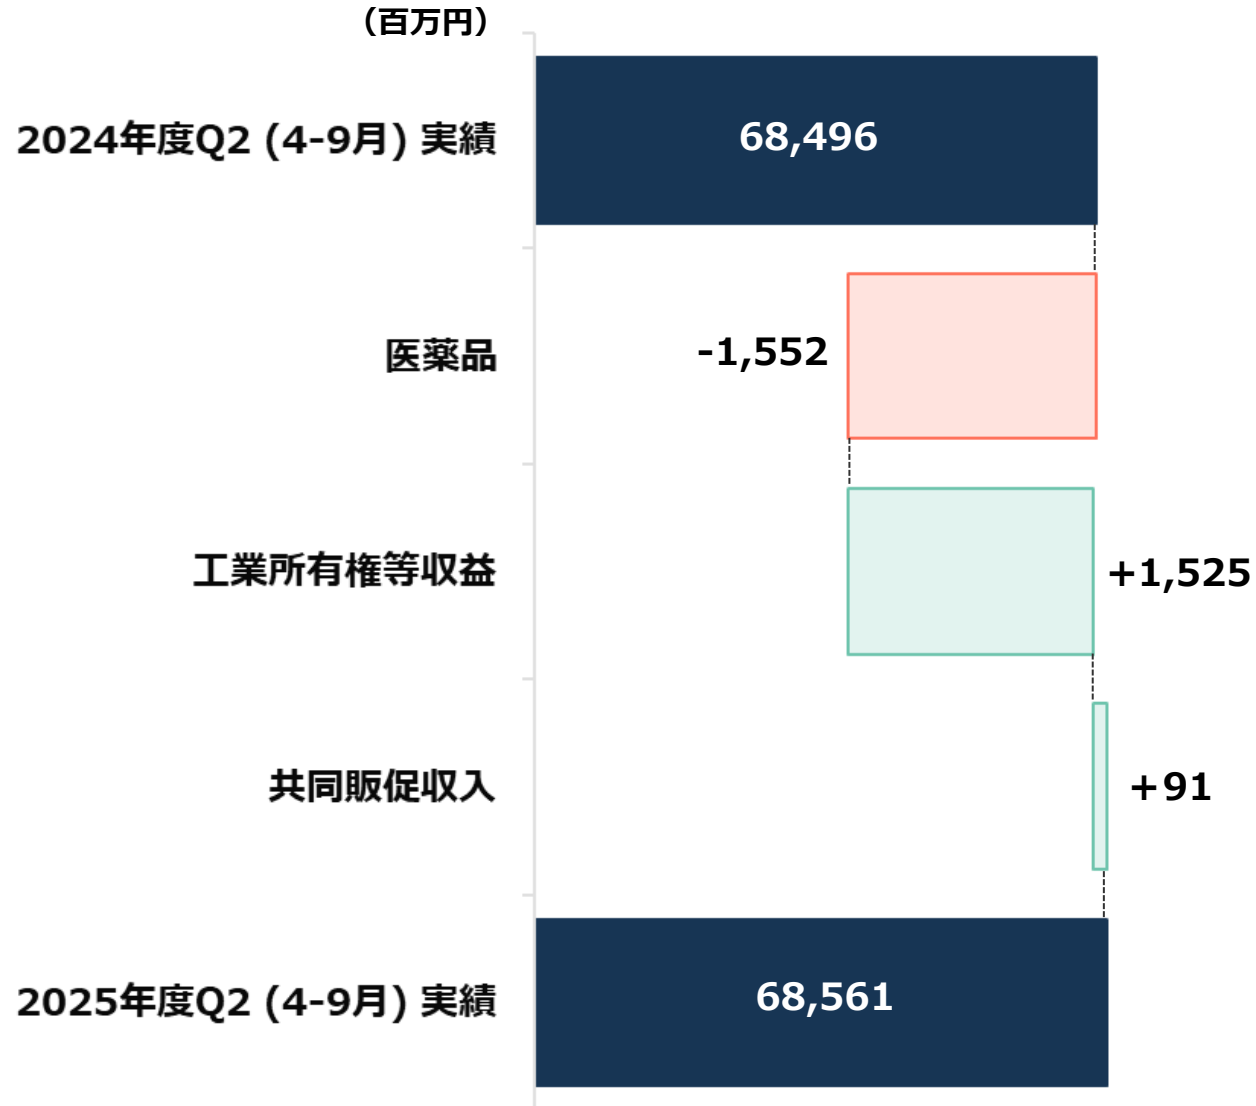 （百万円）
2024年度Q2 (4-9月) 実績
68,496
医薬品
-1,552
工業所有権等収益
+1,525
共同販促収入
+91
2025年度Q2 (4-9月) 実績
68,561